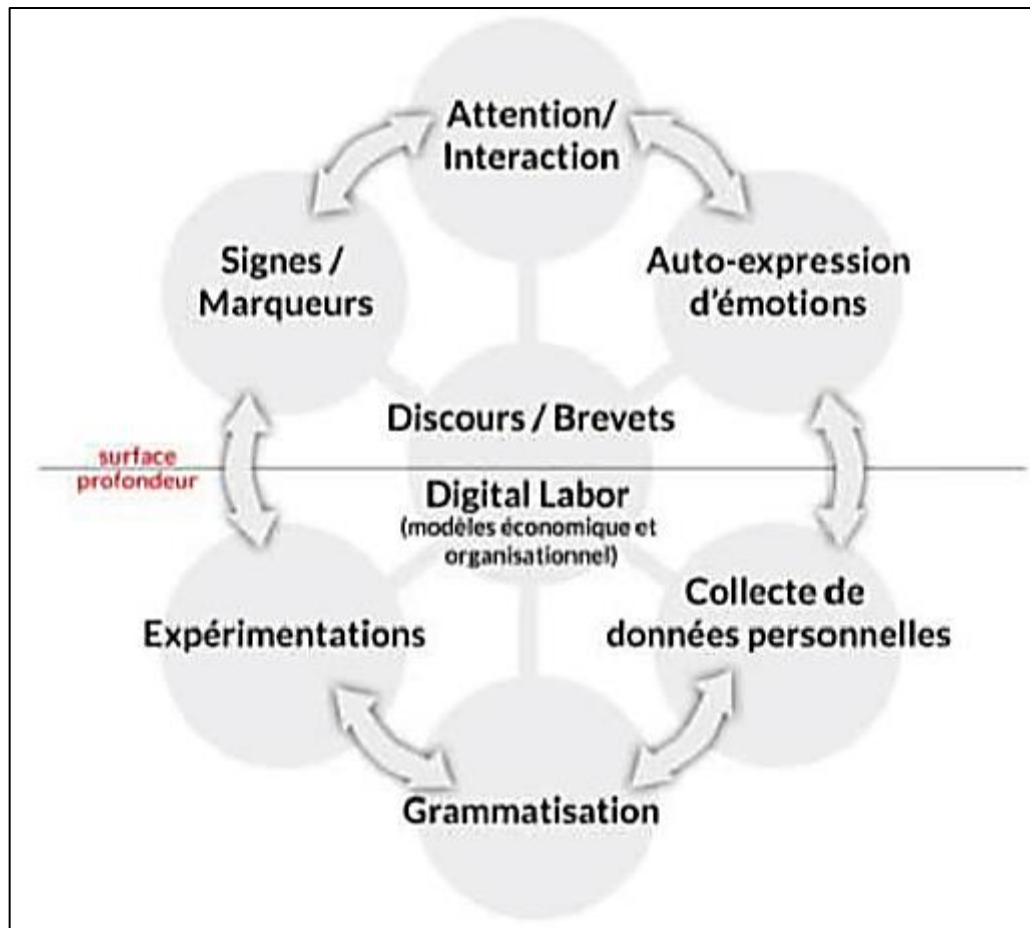 Attention/
Interaction
Signes /
Marqueurs
Auto-expression
d'émotions
Discours / Brevets
surface
profondeur
Digital Labor
(modèles économique et
organisationnel)
Collecte de
données personnelles
Expérimentations
Grammatisation